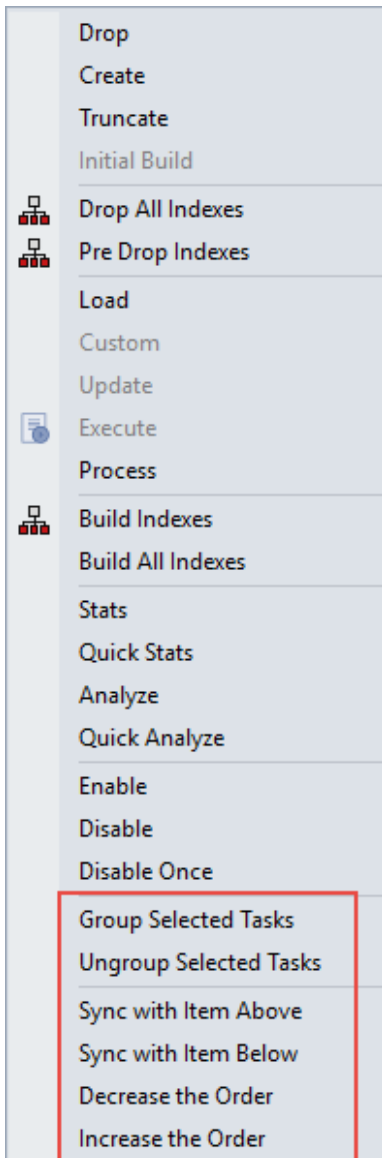 Drop
Create
Truncate
Initial Build
Drop All Indexes
Pre Drop Indexes
Load
Custom
Update
Execute
Process
Build Indexes
Build All Indexes
Stats
Quick Stats
Analyze
Quick Analyze
Enable
Disable
Disable Once
Group Selected Tasks
Ungroup Selected Tasks
Sync with Item Above
Sync with Item Below
Decrease the Order
Increase the Order